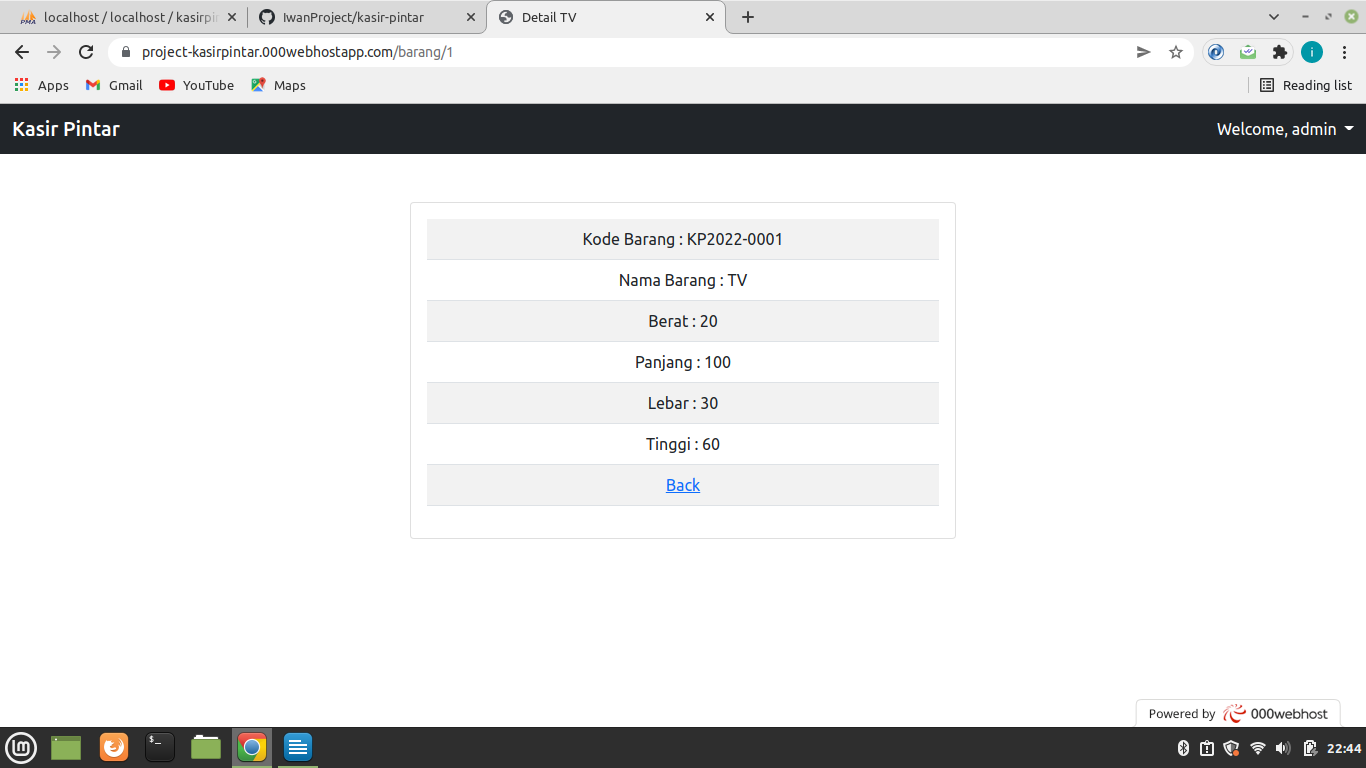 localhost / localhost / kasirpin
IwanProject/kasir-pintar
Detail TV
project-kasirpintar.000webhostapp.com/barang/1
i
Apps
Gmail
YouTube
Maps
Reading list
Kasir Pintar
Welcome, admin
Kode Barang : KP2022-0001
Nama Barang : TV
Berat : 20
Panjang : 100
Lebar : 30
Tinggi : 60
Back
Powered by 000webhost
22:44